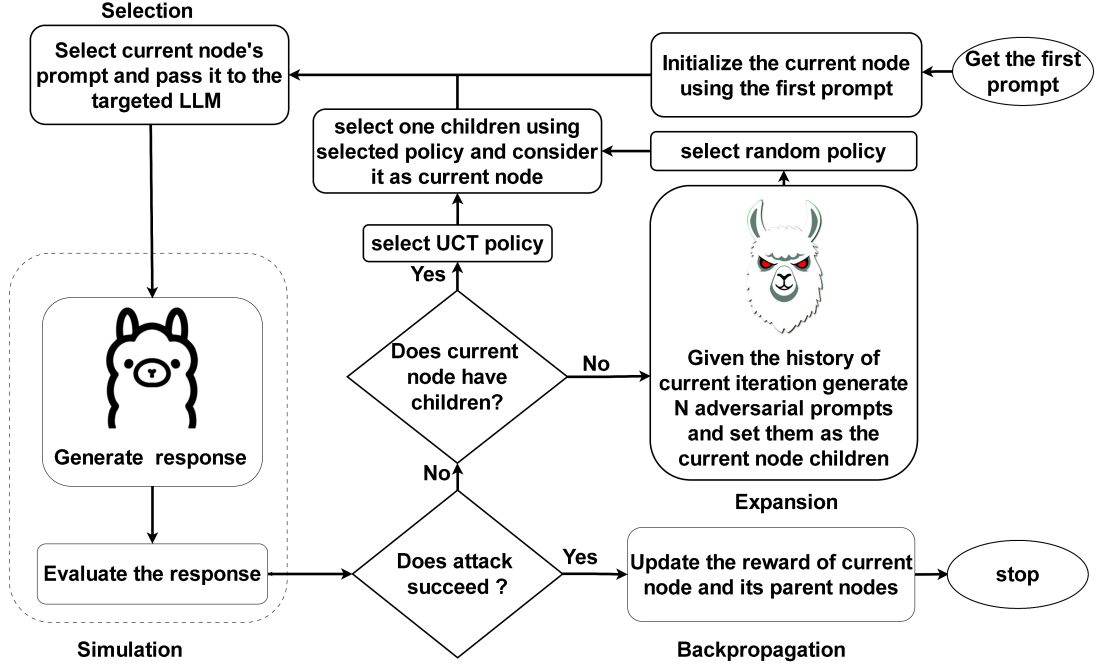 Selection
Select current node's
prompt and pass it to the
targeted LLM
Initialize the current node
using the first prompt
Get the first
prompt
select one children using
selected policy and consider
it as current node
select random policy
select UCT policy
Yes
Does current
node have
children?
No
Given the history of
current iteration generate
N adversarial prompts
and set them as the
current node children
Expansion
Generate response
No
Evaluate the response
Does attack
succeed ?
Yes
Update the reward of current
node and its parent nodes
stop
Simulation
Backpropagation